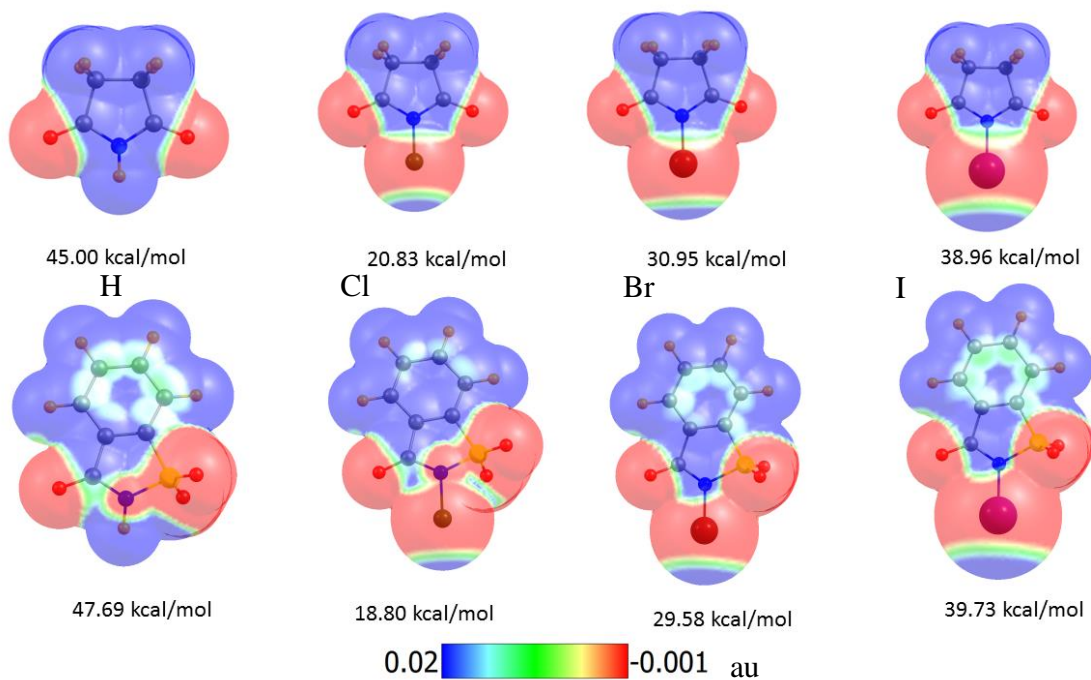 45.00 kcal/mol 20.83 kcal/mol 30.95 kcal/mol 38.96 kcal/mol
H Cl Br I
47.69 kcal/mol 18.80 kcal/mol 29.58 kcal/mol 39.73 kcal/mol
0.02 -0.001 au